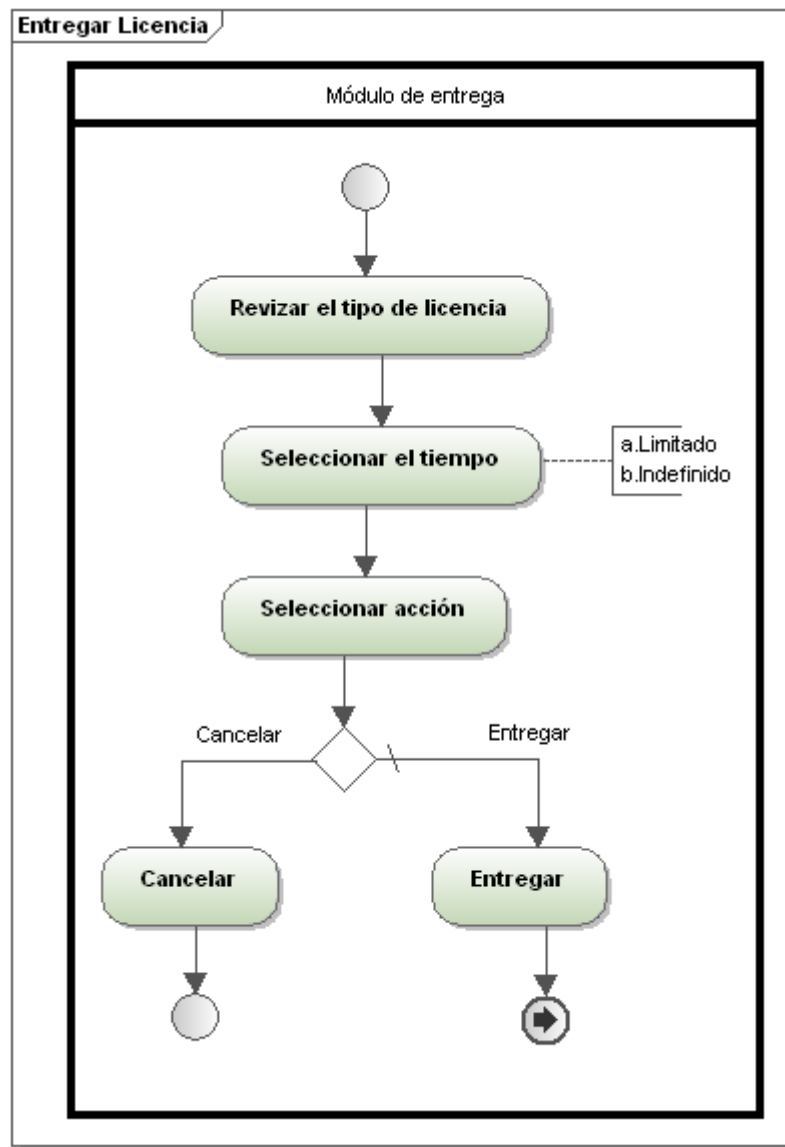 Entregar Licencia
Módulo de entrega
Revizar el tipo de licencia
Seleccionar el tiempo
a.Limitado
b.Indefinido
Seleccionar acción
Cancelar
Entregar
Cancelar
Entregar